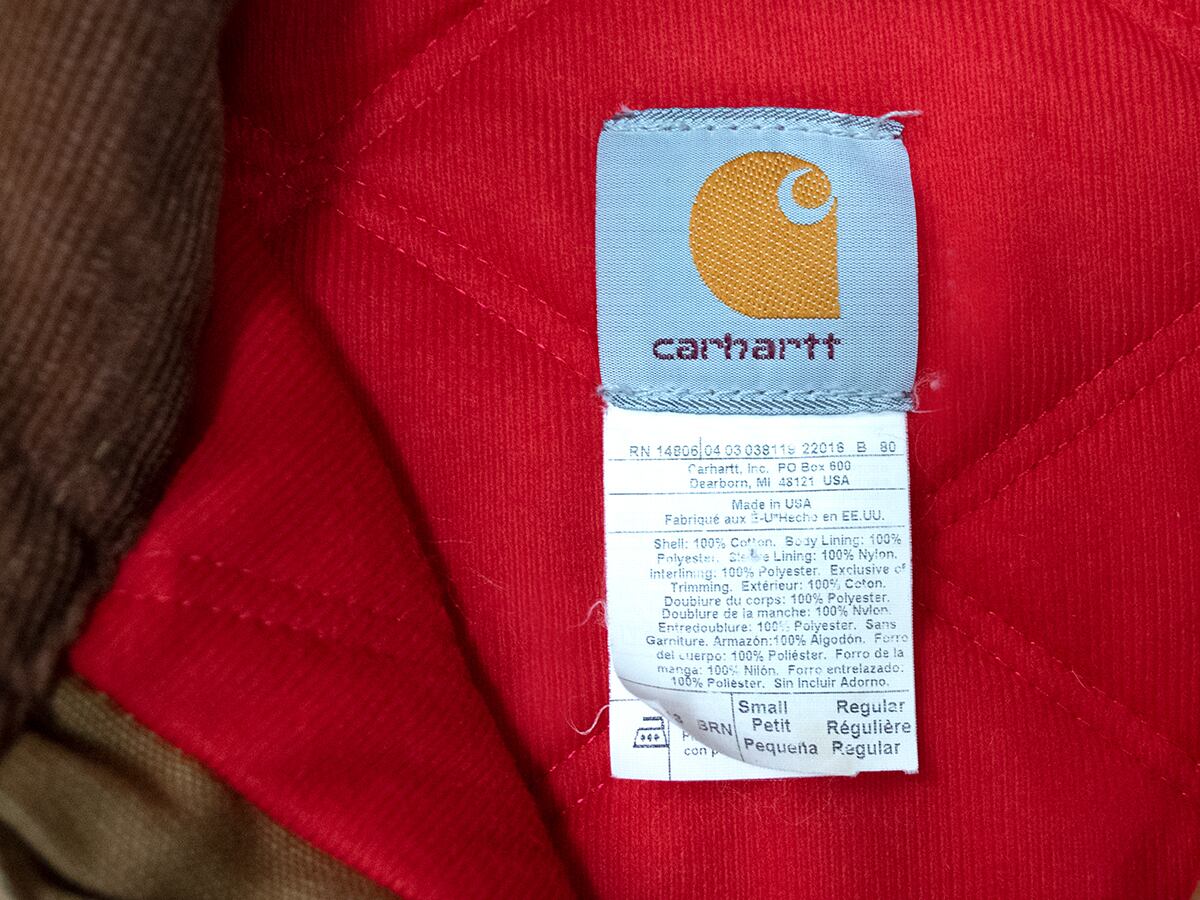 carhartt
RN 14806 04 03 038119 22016 B 80
Carhartt, Inc. PO Box 600
Dearborn, MI 48121 USA
Made in USA
Fabriqué aux É-U*Hecho en EE.UU.
Shell: 100% Cotton. Body Lining: 100%
Polyester. Sleeve Lining: 100% Nylon.
Interlining: 100% Polyester. Exclusive of
Trimming. Extérieur: 100% Coton.
Doublure du corps: 100% Polyester.
Doublure de la manche: 100% Nylon.
Entredoublure: 100% Polyester. Sans
Garniture. Armazón:100% Algodón. Forro
del cuerpo: 100% Poliéster. Forro de la
manga: 100% Nilón. Forro entrelazado:
100% Poliéster. Sin Incluir Adorno.
BRN Small Regular
Petit Régulière
con Pequeña Regular